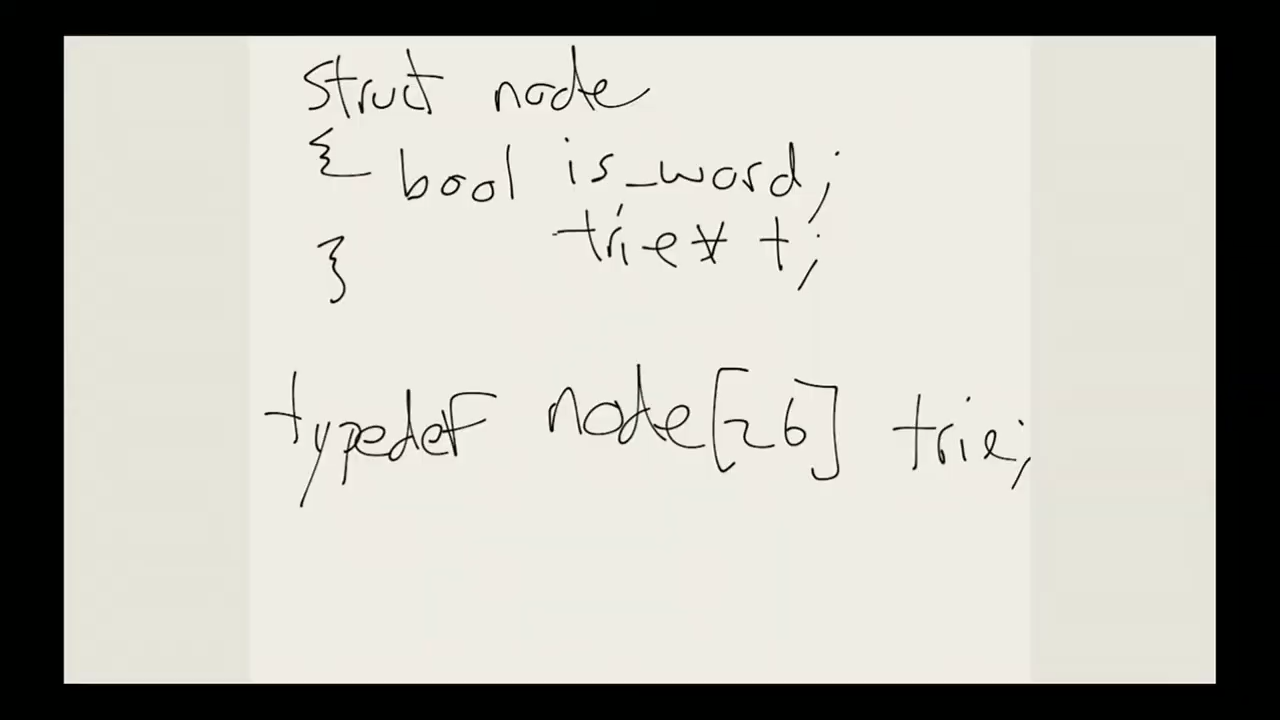 struct node
{ bool is_word;
trie* t;
}
typedef node[26] trie;